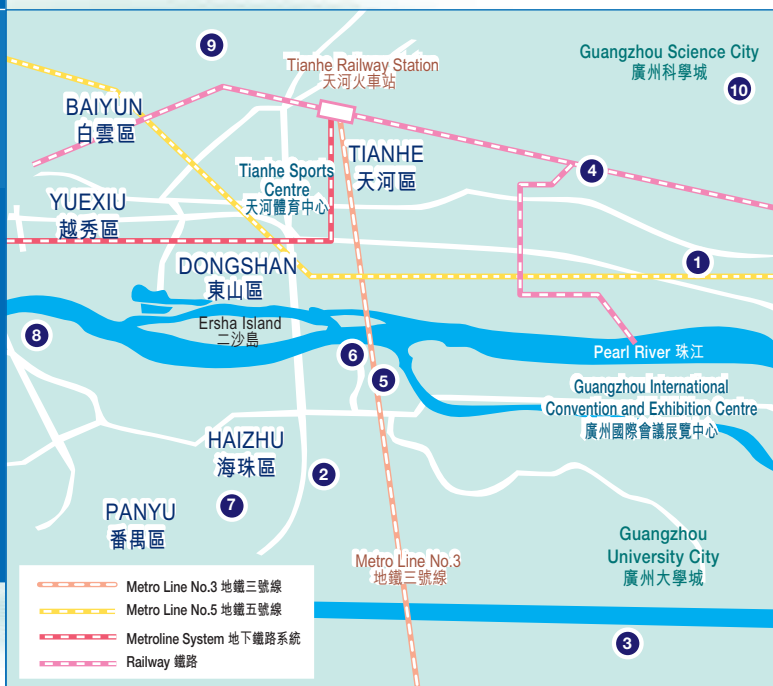 9
Guangzhou Science City
廣州科學城
10
Tianhe Railway Station
天河火車站
BAIYUN
白雲區
TIANHE
天河區
Tianhe Sports
Centre
天河體育中心
4
YUEXIU
越秀區
1
DONGSHAN
東山區
Ersha Island
二沙島
8
6
Pearl River 珠江
5
Guangzhou International
Convention and Exhibition Centre
廣州國際會議展覽中心
HAIZHU
海珠區
2
7
PANYU
番禺區
Guangzhou
University City
廣州大學城
Metro Line No.3
地鐵三號線
3
Metro Line No.3 地鐵三號線
Metro Line No.5 地鐵五號線
Metroline System 地下鐵路系統
Railway 鐵路